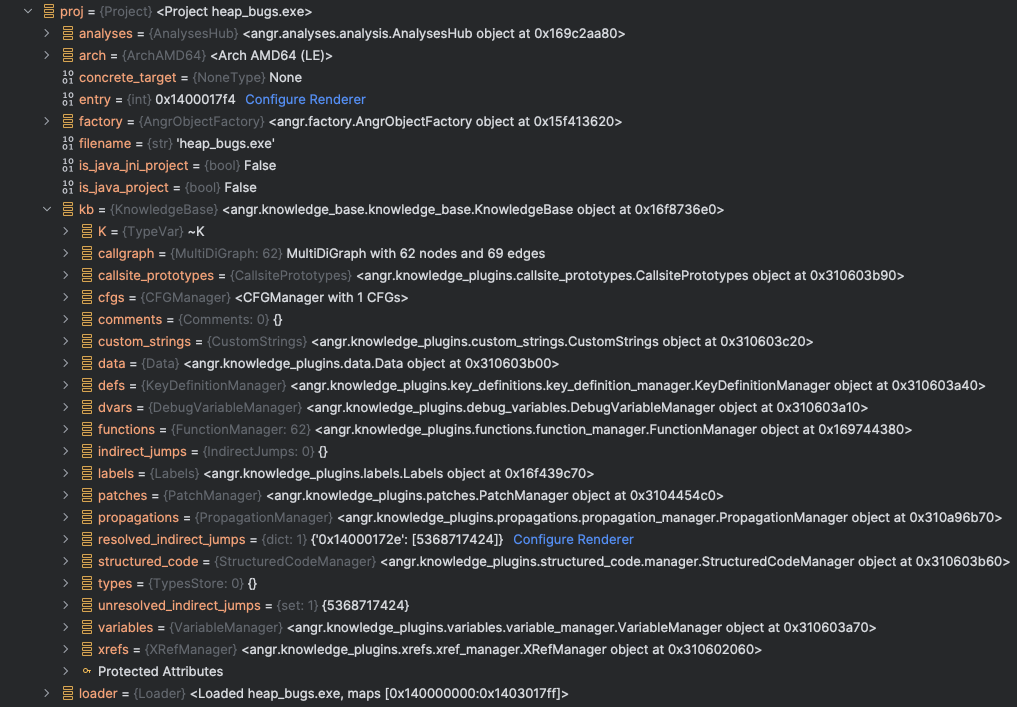 proj = {Project} <Project heap_bugs.exe>
analyses = {AnalysesHub} <angr.analyses.analysis.AnalysesHub object at 0x169c2aa80>
arch = {ArchAMD64} <Arch AMD64 (LE)>
concrete_target = {NoneType} None
entry = {int} 0x1400017f4 Configure Renderer
factory = {AngrObjectFactory} <angr.factory.AngrObjectFactory object at 0x15f413620>
filename = {str} 'heap_bugs.exe'
is_java_jni_project = {bool} False
is_java_project = {bool} False
kb = {KnowledgeBase} <angr.knowledge_base.knowledge_base.KnowledgeBase object at 0x16f8736e0>
K = {TypeVar} ~K
callgraph = {MultiDiGraph: 62} MultiDiGraph with 62 nodes and 69 edges
callsite_prototypes = {CallsitePrototypes} <angr.knowledge_plugins.callsite_prototypes.CallsitePrototypes object at 0x310603b90>
cfgs = {CFGManager} <CFGManager with 1 CFGs>
comments = {Comments: 0} {}
custom_strings = {CustomStrings} <angr.knowledge_plugins.custom_strings.CustomStrings object at 0x310603c20>
data = {Data} <angr.knowledge_plugins.data.Data object at 0x310603b00>
defs = {KeyDefinitionManager} <angr.knowledge_plugins.key_definitions.key_definition_manager.KeyDefinitionManager object at 0x310603a40>
dvars = {DebugVariableManager} <angr.knowledge_plugins.debug_variables.DebugVariableManager object at 0x310603a10>
functions = {FunctionManager: 62} <angr.knowledge_plugins.functions.function_manager.FunctionManager object at 0x169744380>
indirect_jumps = {IndirectJumps: 0} {}
labels = {Labels} <angr.knowledge_plugins.labels.Labels object at 0x16f439c70>
patches = {PatchManager} <angr.knowledge_plugins.patches.PatchManager object at 0x3104454c0>
propagations = {PropagationManager} <angr.knowledge_plugins.propagations.propagation_manager.PropagationManager object at 0x310a96b70>
resolved_indirect_jumps = {dict: 1} {'0x14000172e': [5368717424]} Configure Renderer
structured_code = {StructuredCodeManager} <angr.knowledge_plugins.structured_code.manager.StructuredCodeManager object at 0x310603b60>
types = {TypesStore: 0} {}
unresolved_indirect_jumps = {set: 1} {5368717424}
variables = {VariableManager} <angr.knowledge_plugins.variables.variable_manager.VariableManager object at 0x310603a70>
xrefs = {XRefManager} <angr.knowledge_plugins.xrefs.xref_manager.XRefManager object at 0x310602060>
Protected Attributes
loader = {Loader} <Loaded heap_bugs.exe, maps [0x140000000:0x1403017ff]>